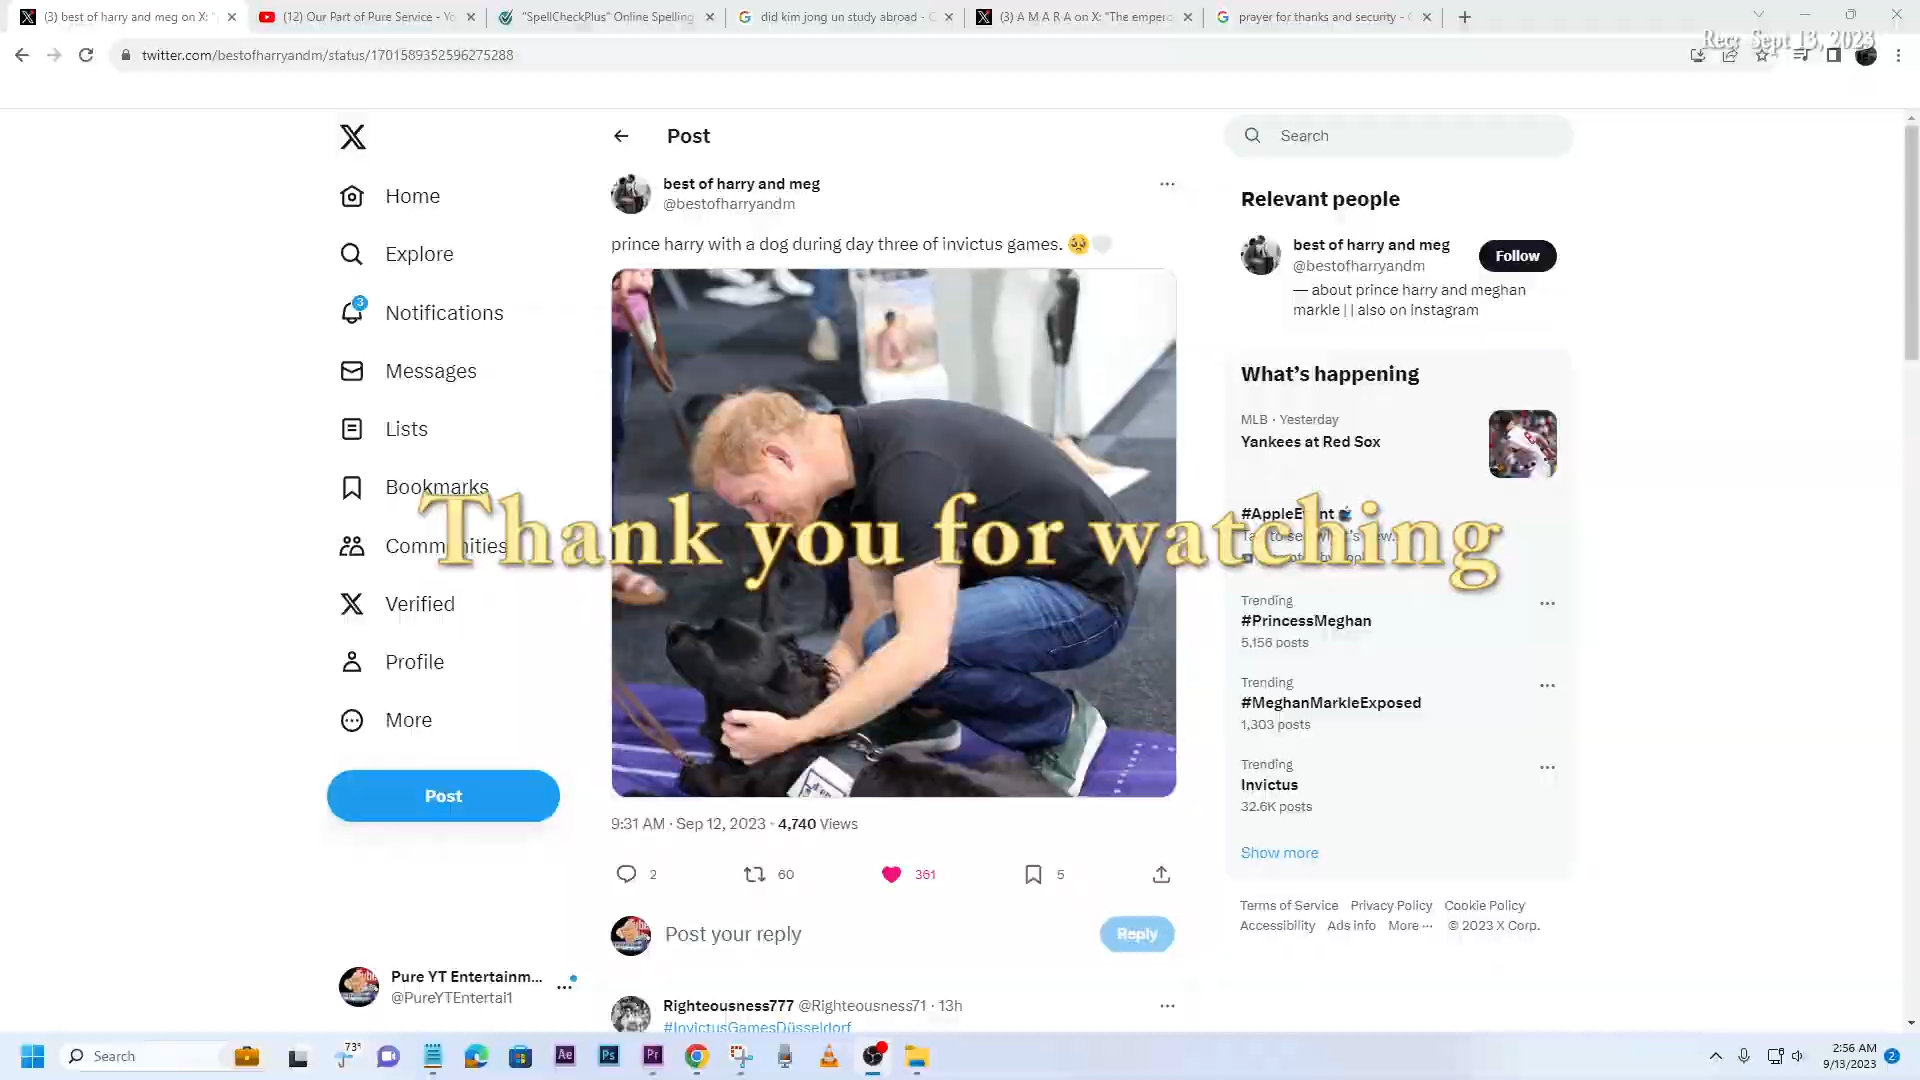 (3) best of harry and meg on X: "
(12) Our Part of Pure Service - Yo
"SpellCheckPlus" Online Spelling
did kim jong un study abroad -
(3) A M A R A on X: "The empero
prayer for thanks and security -
Rec: Sept 13, 2023
twitter.com/bestofharryandm/status/1701589352596275288
Post
Search
best of harry and meg
@bestofharryandm
prince harry with a dog during day three of invictus games.
Home
Explore
Notifications
3
Messages
Lists
Bookmarks
Communities
Verified
Profile
More
Post
Pure YT Entertainm...
@PureYTEntertai1
Thank you for watching
9:31 AM · Sep 12, 2023 · 4,740 Views
2
60
361
5
Post your reply
Reply
Righteousness777 @Righteousness71 · 13h
#InvictusGamesDüsseldorf
Relevant people
best of harry and meg
@bestofharryandm
Follow
— about prince harry and meghan
markle || also on instagram
What's happening
MLB · Yesterday
Yankees at Red Sox
#AppleEvent
Trending
#PrincessMeghan
5,156 posts
Trending
#MeghanMarkleExposed
1,303 posts
Trending
Invictus
32.6K posts
Show more
Terms of Service Privacy Policy Cookie Policy
Accessibility Ads info More ··· © 2023 X Corp.
Search
73°
Ae
Ps
Pr
2:56 AM
9/13/2023
2